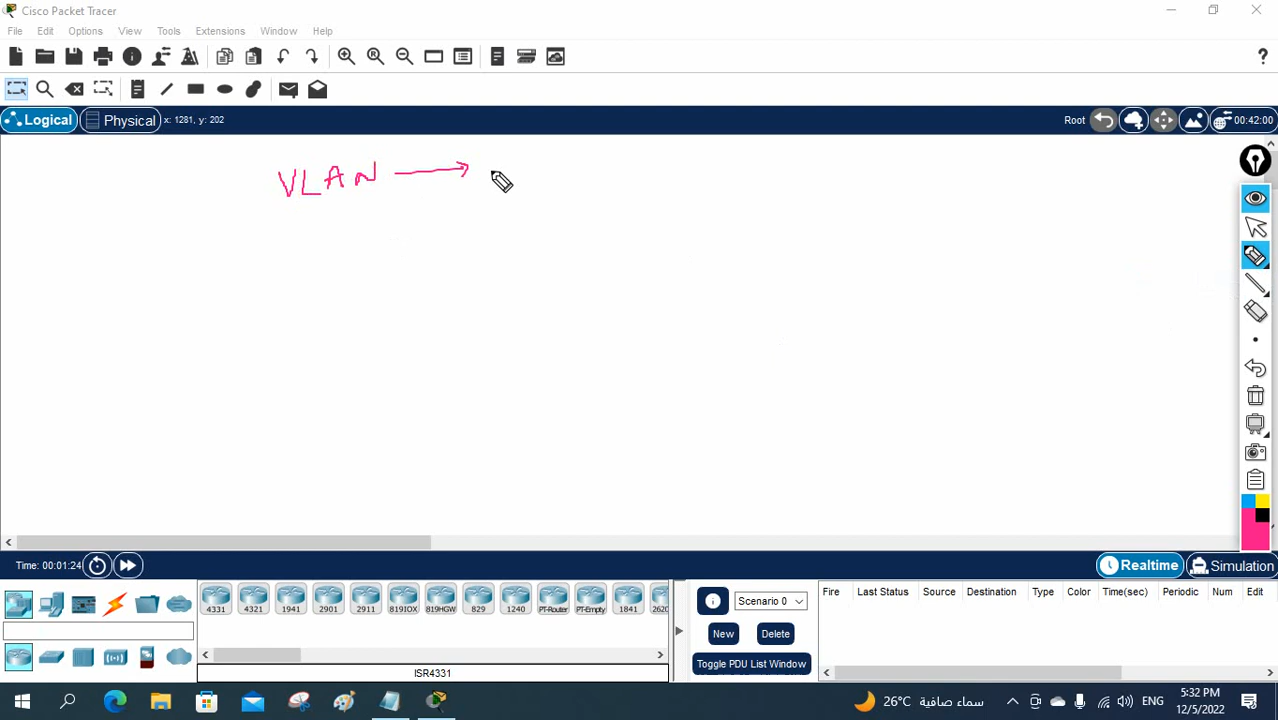 Cisco Packet Tracer
File Edit Options View Tools Extensions Window Help
Logical Physical x: 1281, y: 202 Root 00:42:00
VLAN →
Time: 00:01:24 Realtime Simulation
4331 4321 1941 2901 2911 819IOX 819HGW 829 1240 PT-Router PT-Empty 1841 2620
Scenario 0
Fire Last Status Source Destination Type Color Time(sec) Periodic Num Edit
New Delete
Toggle PDU List Window
ISR4331
26°C سماء صافية ENG 5:32 PM
12/5/2022